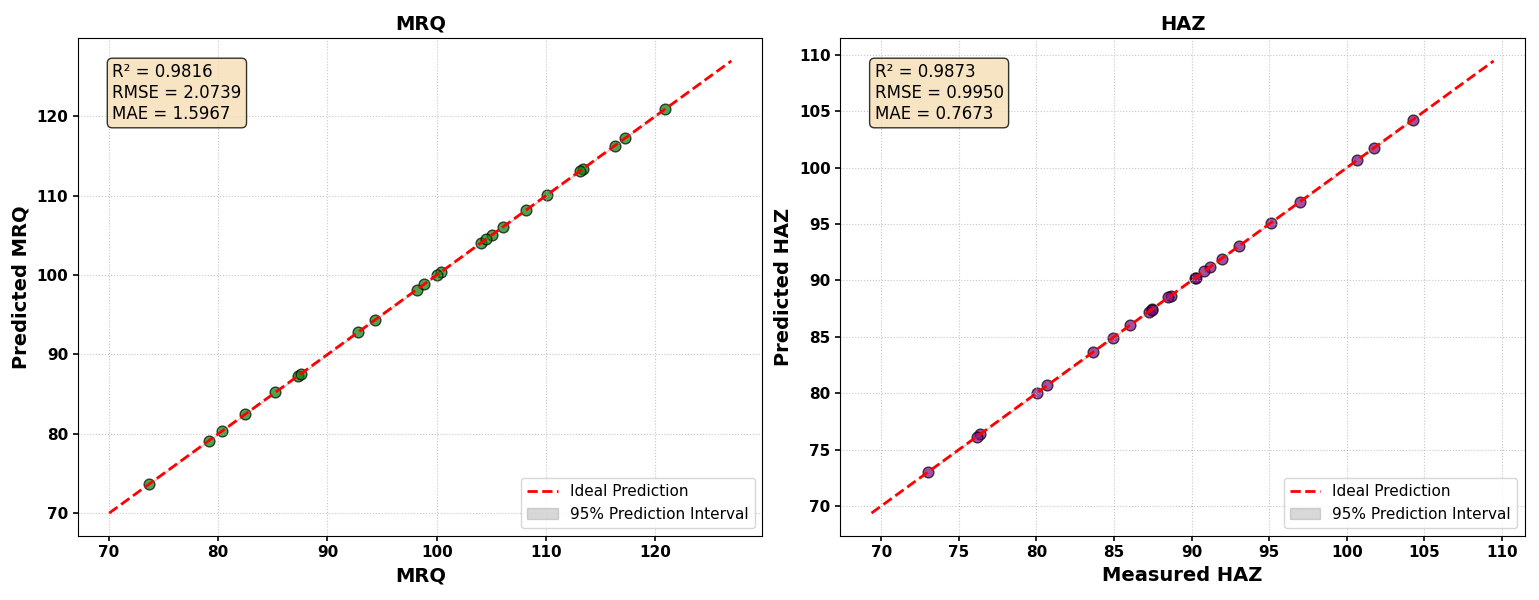 MRQ
R² = 0.9816
RMSE = 2.0739
MAE = 1.5967
120
110
100
90
80
70
Predicted MRQ
Ideal Prediction
95% Prediction Interval
70 80 90 100 110 120
MRQ
HAZ
R² = 0.9873
RMSE = 0.9950
MAE = 0.7673
110
105
100
95
90
85
80
75
70
Predicted HAZ
Ideal Prediction
95% Prediction Interval
70 75 80 85 90 95 100 105 110
Measured HAZ